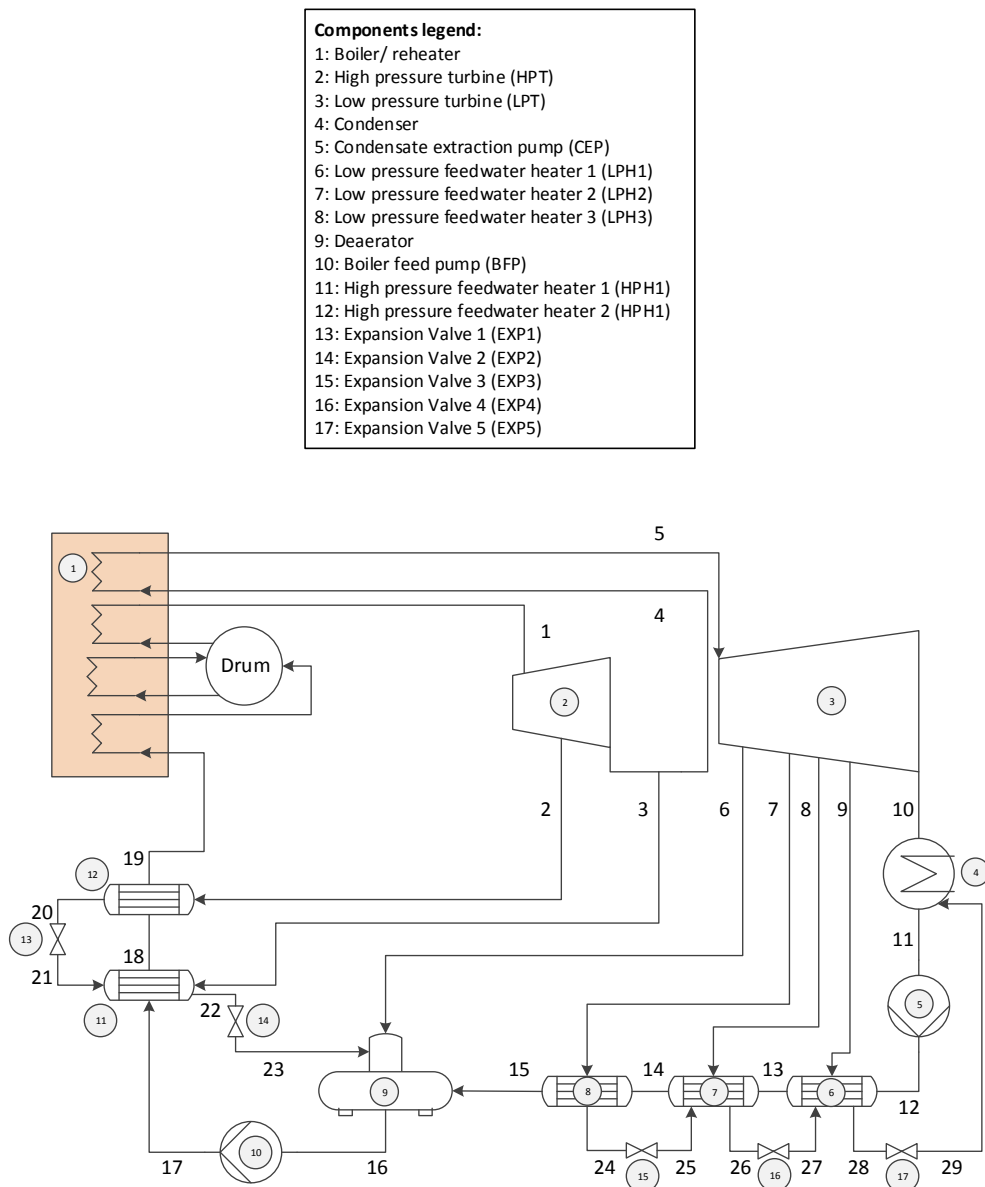 Components legend:
1: Boiler/ reheater
2: High pressure turbine (HPT)
3: Low pressure turbine (LPT)
4: Condenser
5: Condensate extraction pump (CEP)
6: Low pressure feedwater heater 1 (LPH1)
7: Low pressure feedwater heater 2 (LPH2)
8: Low pressure feedwater heater 3 (LPH3)
9: Deaerator
10: Boiler feed pump (BFP)
11: High pressure feedwater heater 1 (HPH1)
12: High pressure feedwater heater 2 (HPH1)
13: Expansion Valve 1 (EXP1)
14: Expansion Valve 2 (EXP2)
15: Expansion Valve 3 (EXP3)
16: Expansion Valve 4 (EXP4)
17: Expansion Valve 5 (EXP5)
5
1
4
1
Drum
2
3
2
3
6
7
8
9
10
19
12
4
20
13
18
11
21
22
14
5
11
23
15
14
13
9
8
7
6
12
17
10
16
24
25
26
27
28
29
15
16
17